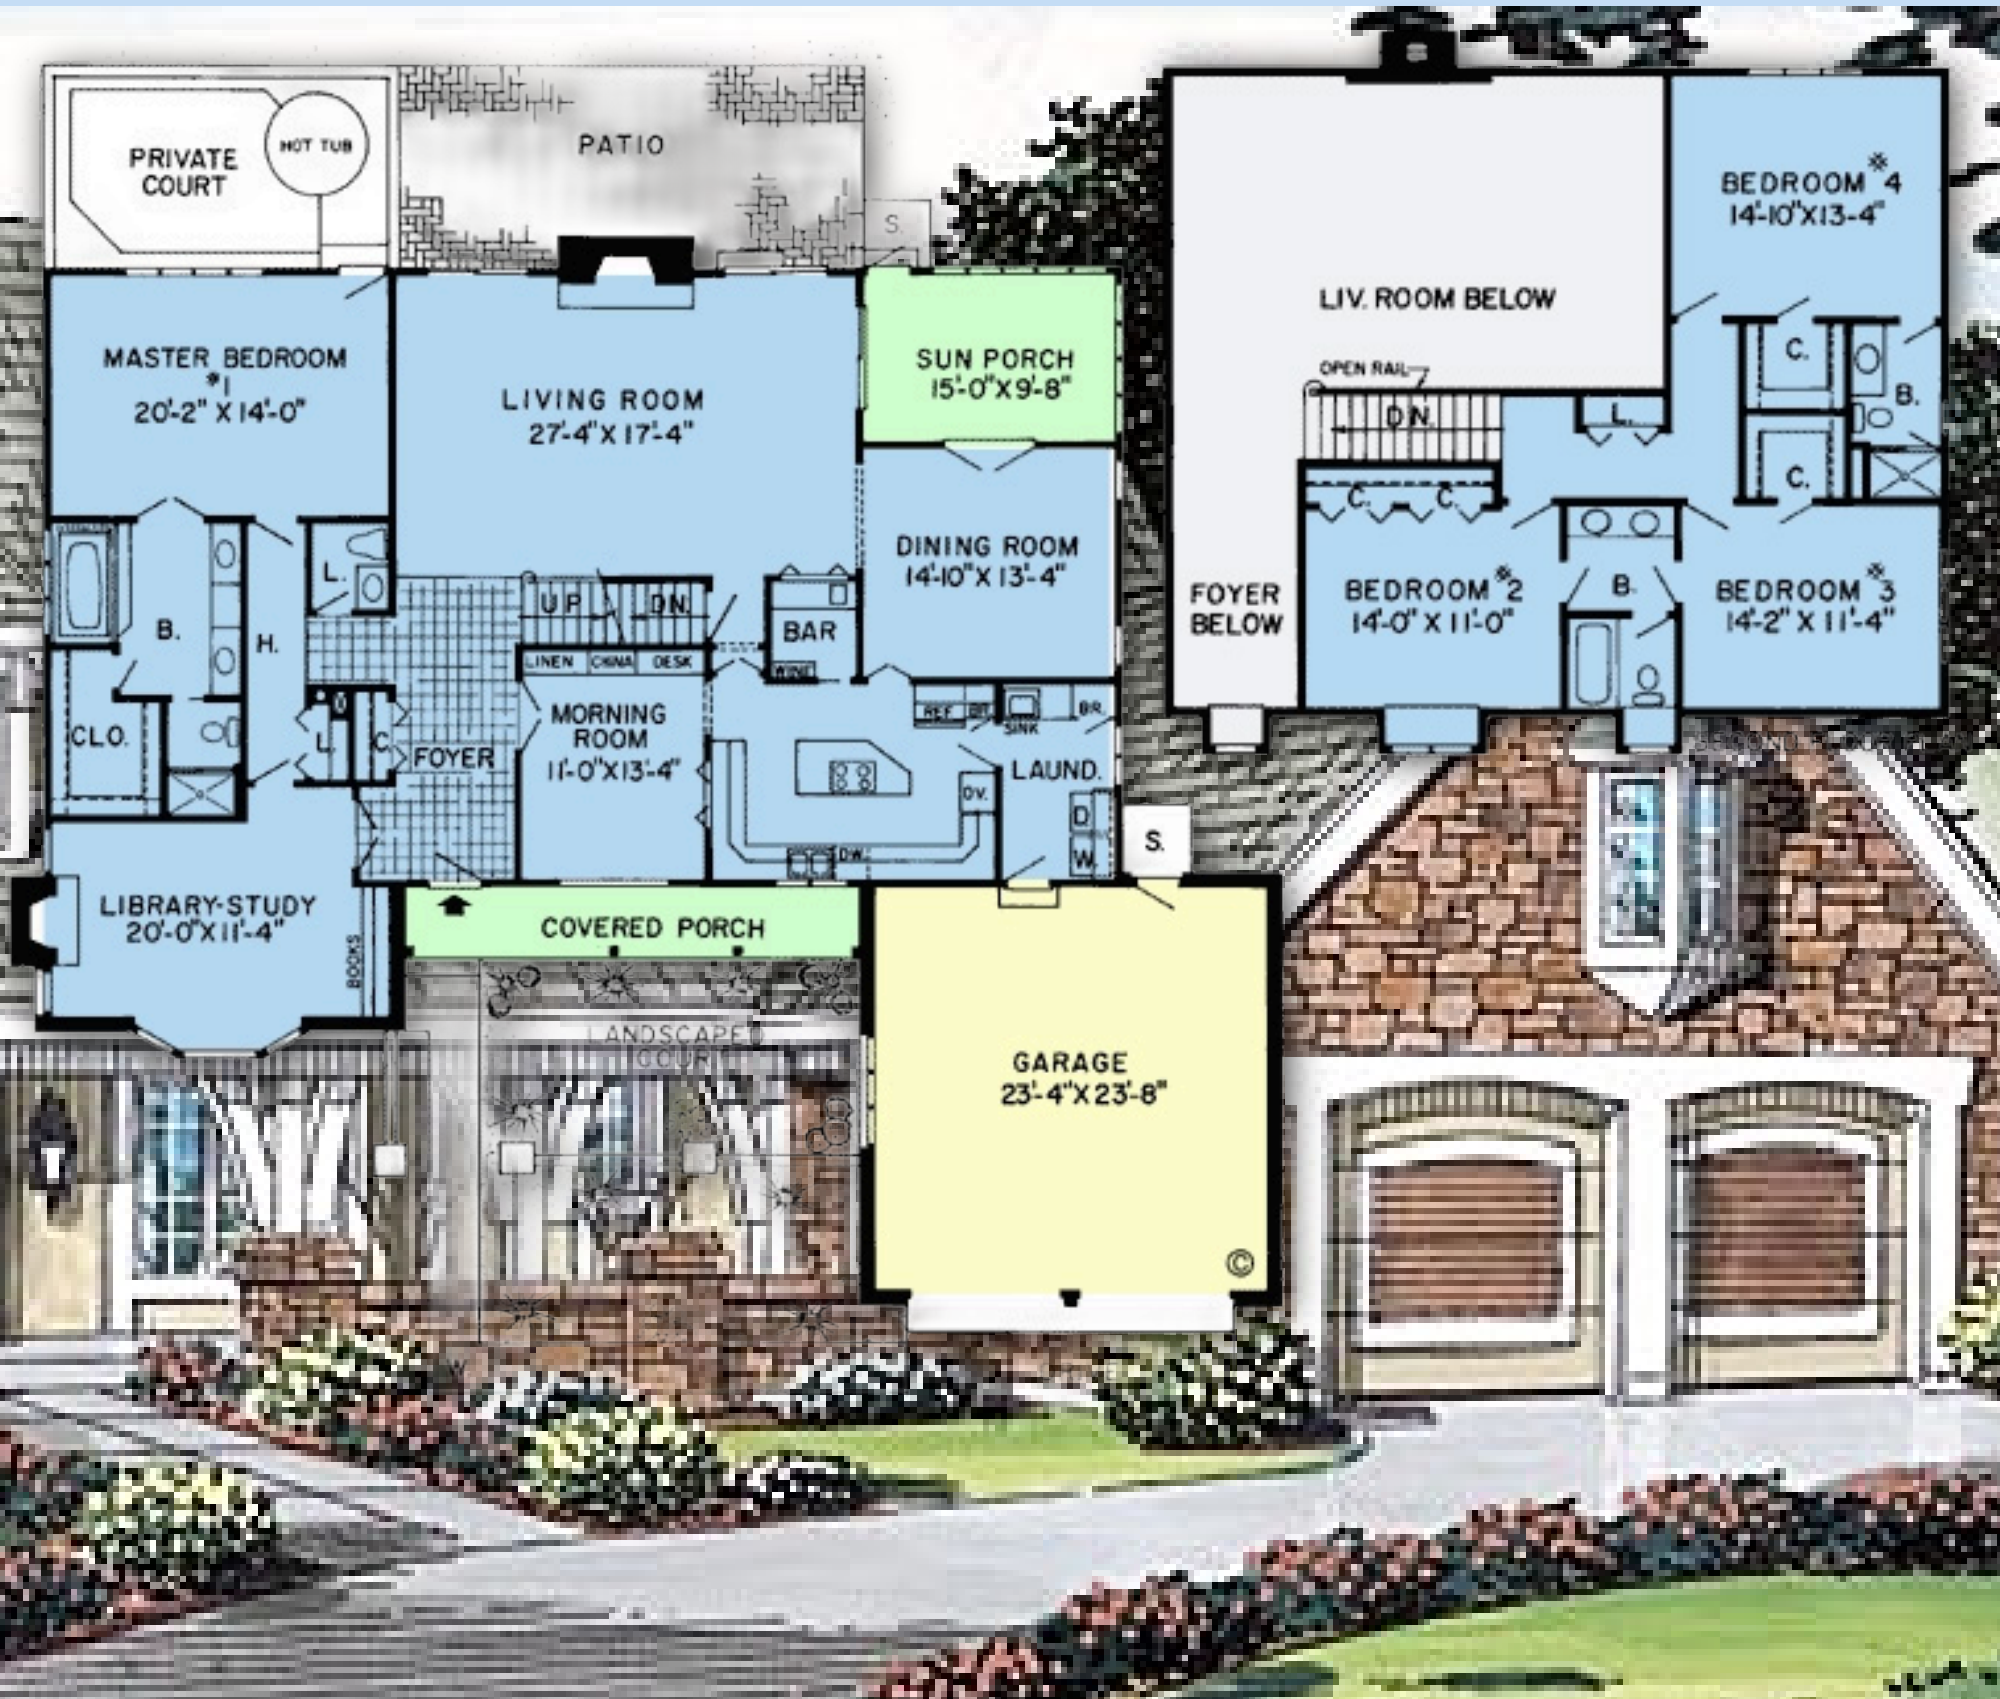 PRIVATE
COURT
HOT TUB
PATIO
S.
MASTER BEDROOM
#1
20'-2" X 14'-0"
LIVING ROOM
27'-4" X 17'-4"
SUN PORCH
15'-0" X 9'-8"
DINING ROOM
14'-10" X 13'-4"
L.
UP
DN.
BAR
WINE
B.
H.
LINEN
CHINA
DESK
MORNING
ROOM
11'-0" X 13'-4"
REF.
SINK
BR.
CLO.
L.
C.
FOYER
LAUND.
OV.
D.
W.
DW.
S.
LIBRARY-STUDY
20'-0" X 11'-4"
BOOKS
COVERED PORCH
LANDSCAPED
COURT
GARAGE
23'-4" X 23'-8"
©
BEDROOM #4
14'-10" X 13'-4"
LIV. ROOM BELOW
OPEN RAIL
DN.
L.
C.
B.
C.
C.
C.
FOYER
BELOW
BEDROOM #2
14'-0" X 11'-0"
B.
BEDROOM #3
14'-2" X 11'-4"